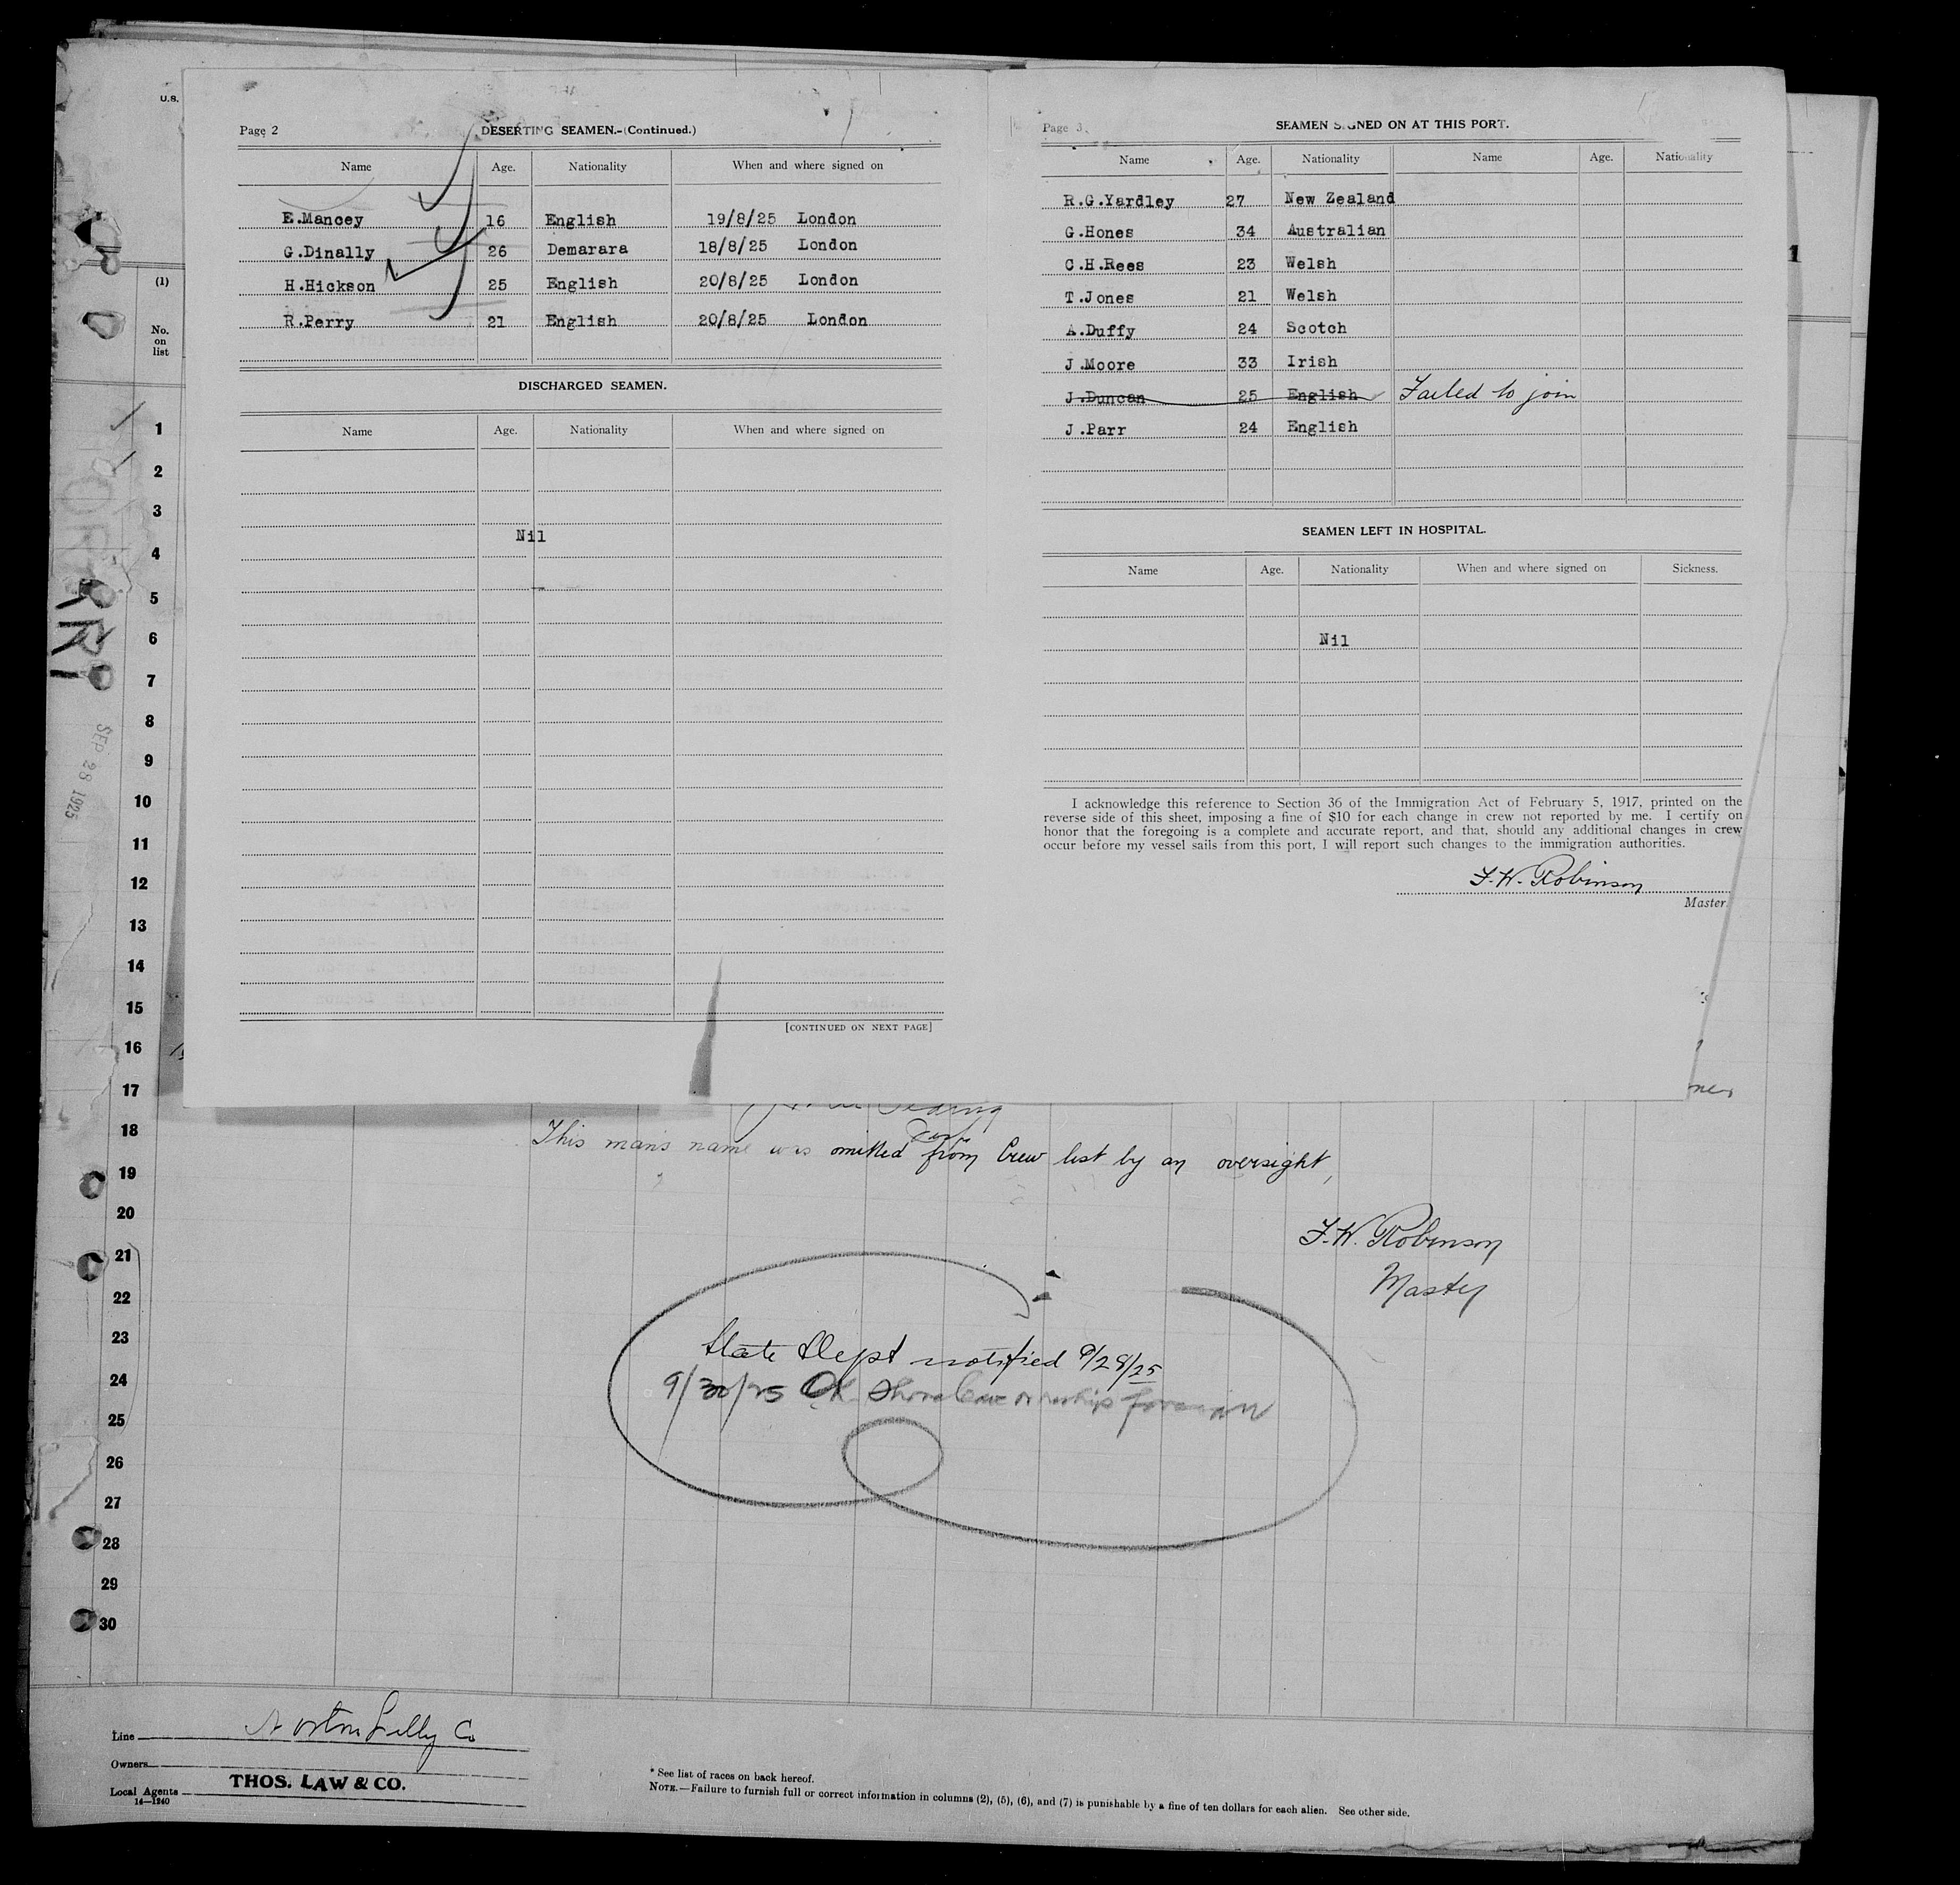 U.S.
Page 2
DESERTING SEAMEN.-(Continued.)
Name Age. Nationality When and where signed on
E.Mancey 16 English 19/8/25 London
G.Dinally 26 Demarara 18/8/25 London
H.Hickson 25 English 20/8/25 London
R.Perry 21 English 20/8/25 London
DISCHARGED SEAMEN.
Name Age. Nationality When and where signed on
Nil
[CONTINUED ON NEXT PAGE]
Page 3.
SEAMEN SIGNED ON AT THIS PORT.
Name Age. Nationality Name Age. Nationality
R.G.Yardley 27 New Zealand
G.Hones 34 Australian
C.H.Rees 23 Welsh
T.Jones 21 Welsh
A.Duffy 24 Scotch
J.Moore 33 Irish
J.Duncan 25 English Failed to join
J.Parr 24 English
SEAMEN LEFT IN HOSPITAL.
Name Age. Nationality When and where signed on Sickness.
Nil
I acknowledge this reference to Section 36 of the Immigration Act of February 5, 1917, printed on the
reverse side of this sheet, imposing a fine of $10 for each change in crew not reported by me. I certify on
honor that the foregoing is a complete and accurate report, and that, should any additional changes in crew
occur before my vessel sails from this port, I will report such changes to the immigration authorities.
F.W. Robinson
Master.
(1)
No.
on
list
1
2
3
4
5
6
7
8
9
10
11
12
13
14
15
16
17
18
19
20
21
22
23
24
25
26
27
28
29
30
SEP 28 1925
1
This mans name was omitted from Crew list by an oversight,
F.W. Robinson
Master
State Dept notified 9/28/25
9/30/25 OK
Line Norton Lilly Co
Owners
Local Agents THOS. LAW & CO.
14—1240
* See list of races on back hereof.
NOTE.—Failure to furnish full or correct information in columns (2), (5), (6), and (7) is punishable by a fine of ten dollars for each alien. See other side.